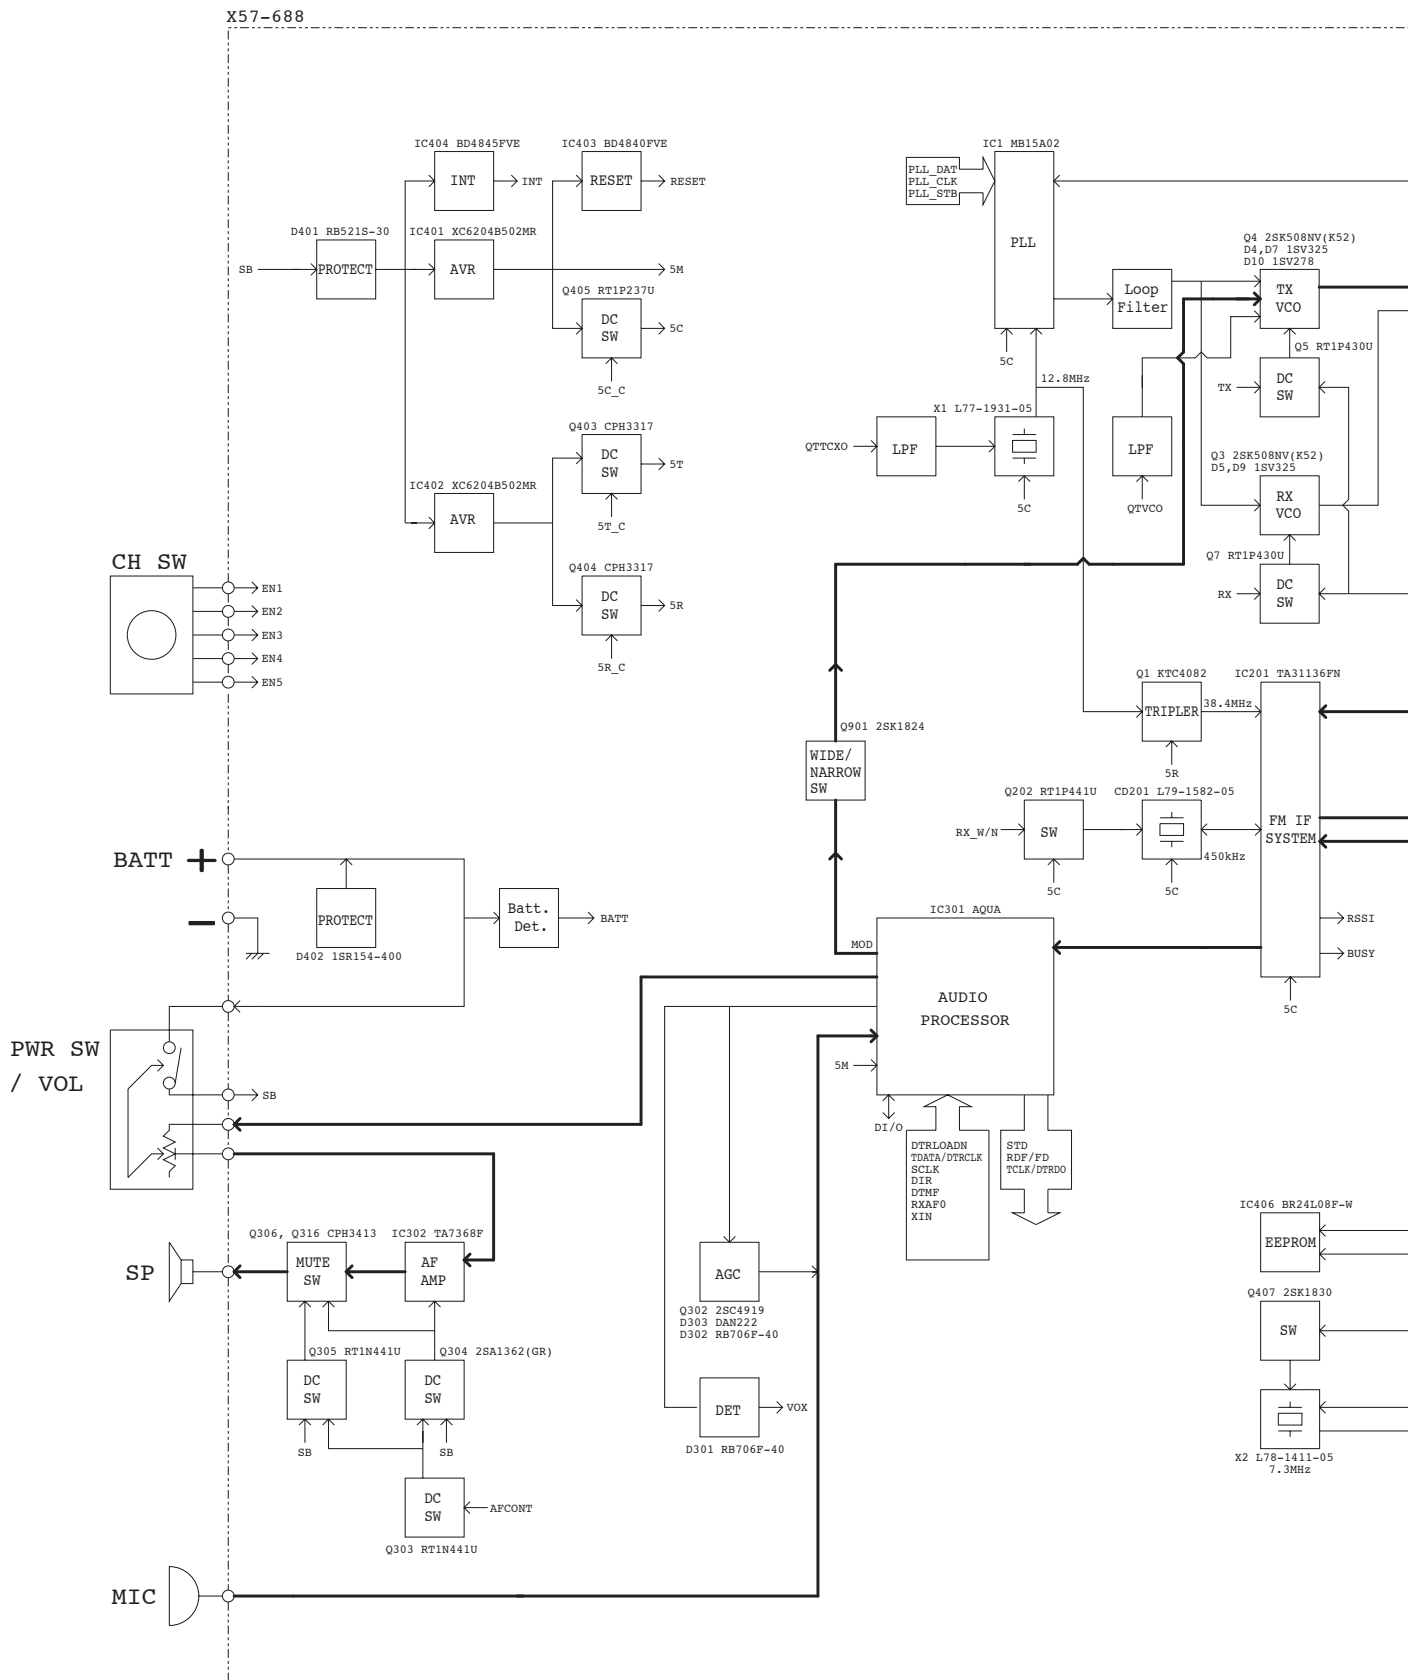 X57-688
IC404 BD4845FVE
INT
INT
IC403 BD4840FVE
RESET
RESET
D401 RB521S-30
SB
PROTECT
IC401 XC6204B502MR
AVR
5M
Q405 RT1P237U
DC
SW
5C
5C_C
Q403 CPH3317
DC
SW
5T
5T_C
IC402 XC6204B502MR
AVR
Q404 CPH3317
DC
SW
5R
5R_C
IC1 MB15A02
PLL_DAT
PLL_CLK
PLL_STB
PLL
5C
12.8MHz
Loop
Filter
Q4 2SK508NV(K52)
D4,D7 1SV325
D10 1SV278
TX
VCO
Q5 RT1P430U
TX
DC
SW
X1 L77-1931-05
QTTCXO
LPF
5C
LPF
QTVCO
Q3 2SK508NV(K52)
D5,D9 1SV325
RX
VCO
Q7 RT1P430U
RX
DC
SW
CH SW
EN1
EN2
EN3
EN4
EN5
Q1 KTC4082
TRIPLER
38.4MHz
5R
IC201 TA31136FN
FM IF
SYSTEM
RSSI
BUSY
5C
Q901 2SK1824
WIDE/
NARROW
SW
Q202 RT1P441U
RX_W/N
SW
5C
CD201 L79-1582-05
450kHz
5C
BATT +
−
PROTECT
D402 1SR154-400
Batt.
Det.
BATT
IC301 AQUA
MOD
AUDIO
PROCESSOR
5M
DI/O
DTRLOADN
TDATA/DTRCLK
SCLK
DIR
DTMF
RXAFO
XIN
STD
RDF/FD
TCLK/DTRDO
PWR SW
/ VOL
SB
Q306, Q316 CPH3413
MUTE
SW
IC302 TA7368F
AF
AMP
SP
Q305 RT1N441U
DC
SW
SB
Q304 2SA1362(GR)
DC
SW
SB
DC
SW
AFCONT
Q303 RT1N441U
AGC
Q302 2SC4919
D303 DAN222
D302 RB706F-40
DET
VOX
D301 RB706F-40
IC406 BR24L08F-W
EEPROM
Q407 2SK1830
SW
X2 L78-1411-05
7.3MHz
MIC